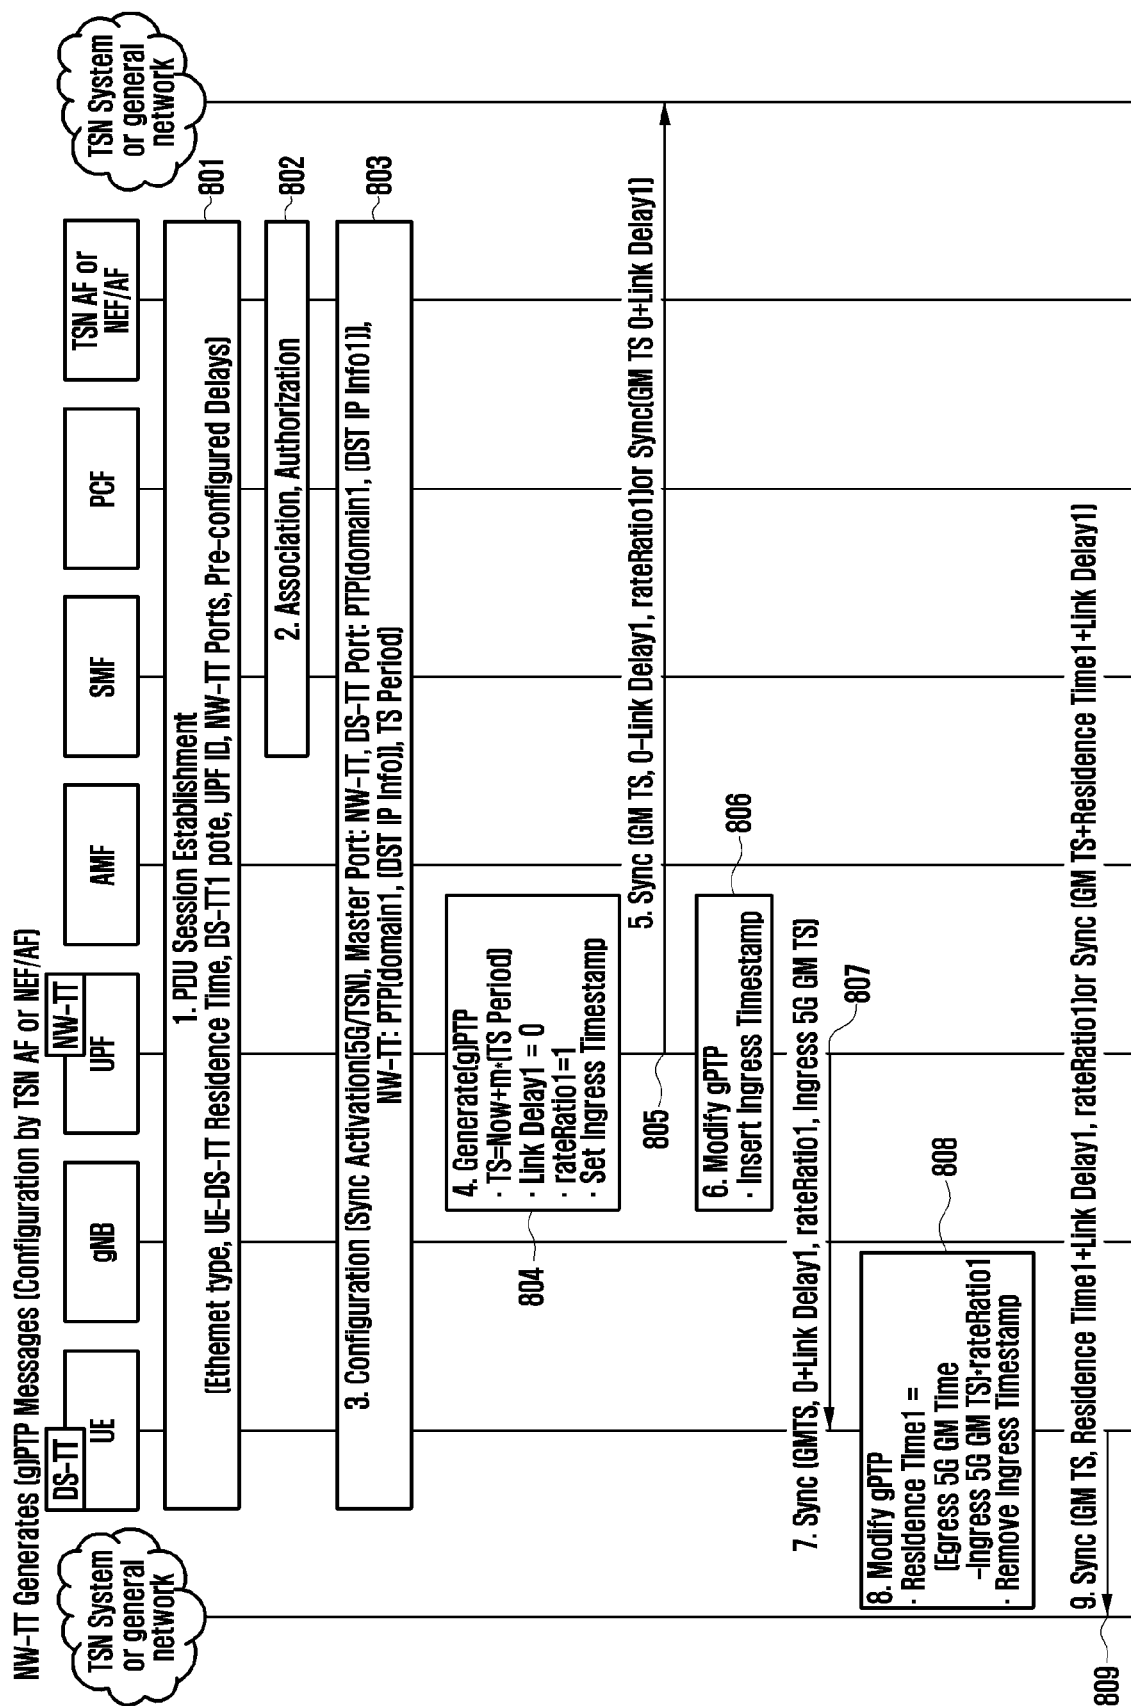 NW-TT Generates (g)PTP Messages (Configuration by TSN AF or NEF/AF)
TSN System
or general
network
DS-TT
UE
gNB
NW-TT
UPF
AMF
SMF
PCF
TSN AF or
NEF/AF
TSN System
or general
network
1. PDU Session Establishment
(Ethemet type, UE-DS-TT Residence Time, DS-TT1 pote, UPF ID, NW-TT Ports, Pre-configured Delays)
801
2. Association, Authorization
802
3. Configuration (Sync Activation(5G/TSN), Master Port: NW-TT, DS-TT Port: PTP(domain1, (DST IP Info1)),
NW-TT: PTP(domain1, (DST IP Info)), TS Period)
803
4. Generate(g)PTP
· TS=Now+m*(TS Period)
· Link Delay1 = 0
· rateRatio1=1
· Set Ingress Timestamp
804
5. Sync (GM TS, 0-Link Delay1, rateRatio1)or Sync(GM TS 0+Link Delay1)
805
6. Modify gPTP
· Insert Ingress Timestamp
806
7. Sync (GMTS, 0+Link Delay1, rateRatio1, Ingress 5G GM TS)
807
8. Modify gPTP
· Residence Time1 =
(Egress 5G GM Time
-Ingress 5G GM TS)*rateRatio1
· Remove Ingress Timestamp
808
9. Sync (GM TS, Residence Time1+Link Delay1, rateRatio1)or Sync (GM TS+Residence Time1+Link Delay1)
809